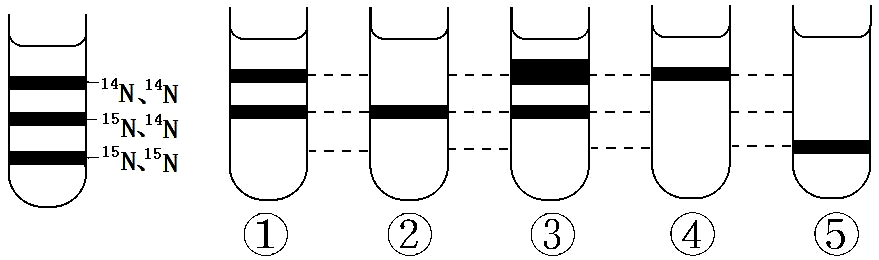 ¹⁴N、¹⁴N
¹⁵N、¹⁴N
¹⁵N、¹⁵N
① ② ③ ④ ⑤